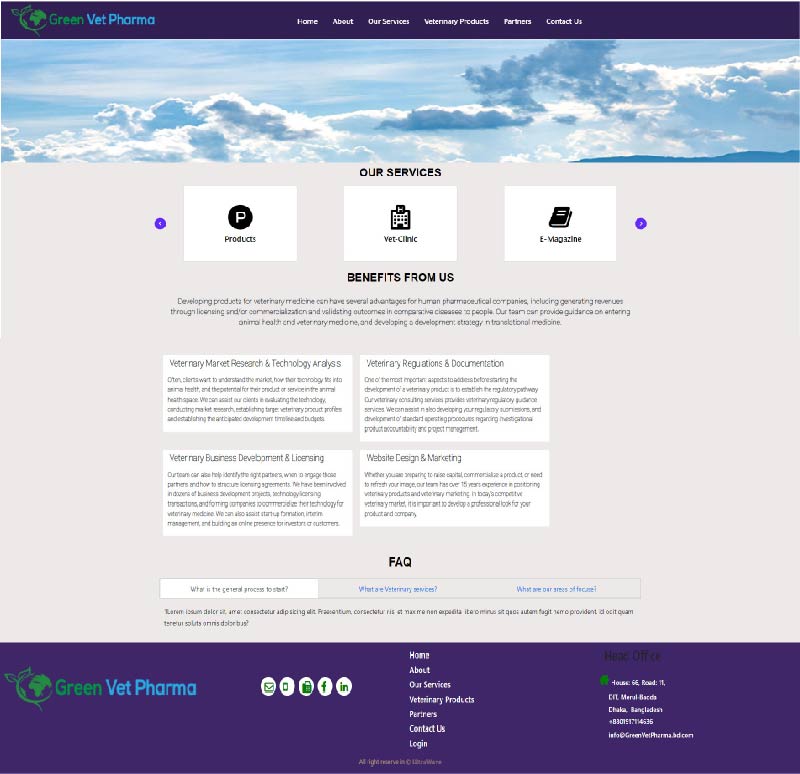 Green Vet Pharma
Home About Our Services Veterinary Products Partners Contact Us
OUR SERVICES
P
Products
Vet-Clinic
E-Magazine
BENEFITS FROM US
Developing products for veterinary medicine can have several advantages for human pharmaceutical companies, including generating revenues
through licensing and/or commercialization and validating outcomes in comparative diseases to people. Our team can provide guidance on entering
animal health and veterinary medicine, and developing a development strategy in translational medicine.
Veterinary Market Research & Technology Analysis
Often, clients want to understand the market, how their technology fits into
animal health, and the potential for their product or service in the animal
health space. We can assist our clients in evaluating the technology,
conducting market research, establishing target veterinary product profiles
and establishing the anticipated development timeline and budgets.
Veterinary Regulations & Documentation
One of the most important aspects to address before starting the
development of a veterinary product is to establish the regulatory pathway.
Our veterinary consulting services provides veterinary regulatory guidance
services. We can assist in also developing your regulatory submissions, and
development of standard operating procedures regarding investigational
product accountability and project management.
Veterinary Business Development & Licensing
Our team can also help identify the right partners, when to engage those
partners and how to structure licensing agreements. We have been involved
in dozens of business development projects, technology licensing
transactions, and forming companies to commercialize their technology for
veterinary medicine. We can also assist start-up formation, interim
management, and building an online presence for investors or customers.
Website Design & Marketing
Whether you are preparing to raise capital, commercialize a product, or need
to refresh your image, our team has over 15 years experience in positioning
veterinary products and veterinary marketing. In today's competitive
veterinary market, it is important to develop a professional look for your
product and company.
FAQ
What is the general process to start? What are Veterinary services? What are our areas of focuse?
"Lorem ipsum dolor sit, amet consectetur adipisicing elit. Praesentium, consectetur nisi et maxime non expedita libero minus sit quos autem fugit nemo provident, id odit quam
tenetur soluta omnis doloribus?
Green Vet Pharma
Home
About
Our Services
Veterinary Products
Partners
Contact Us
Login
Head Office
House: 66, Road: 11,
DIT, Merul-Badda
Dhaka, Bangladesh
+8801917114636
info@GreenVetPharma.bd.com
All right reserve in ©